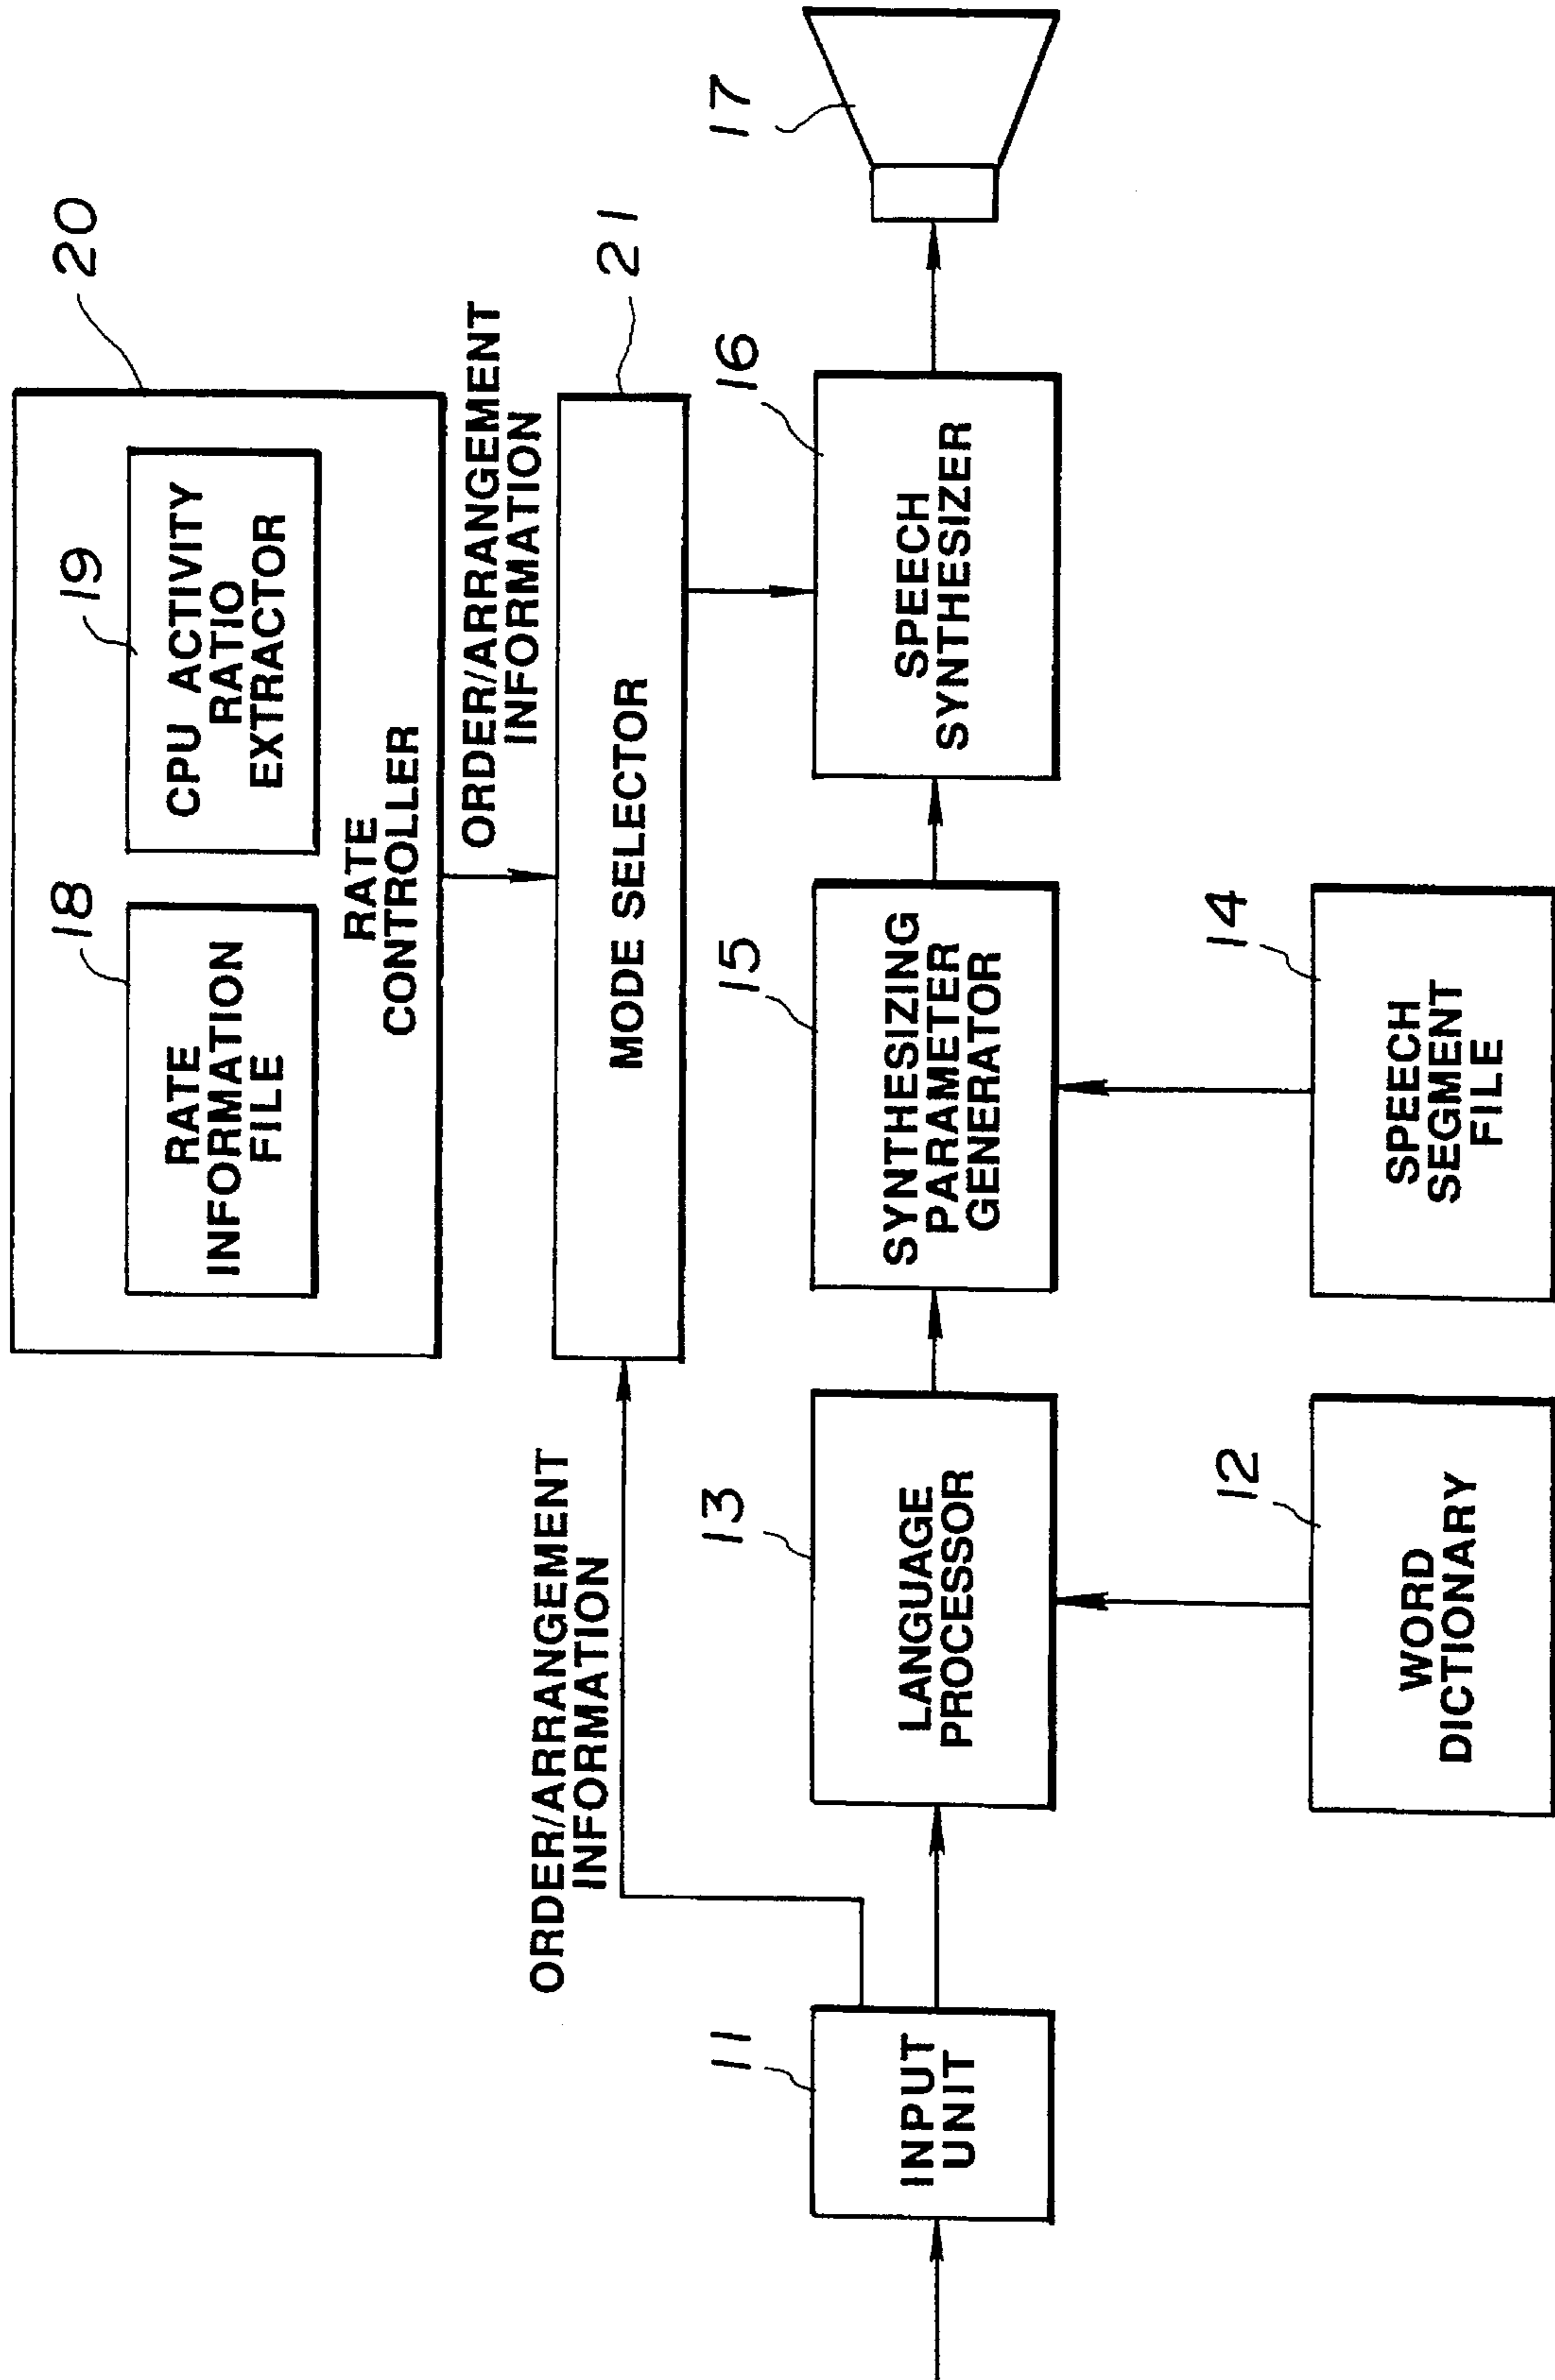 20
18
RATE
INFORMATION
FILE
19
CPU ACTIVITY
RATIO
EXTRACTOR
RATE
CONTROLLER
ORDER/ARRANGEMENT
INFORMATION
ORDER/ARRANGEMENT
INFORMATION
21
MODE SELECTOR
11
INPUT
UNIT
13
LANGUAGE
PROCESSOR
15
SYNTHESIZING
PARAMETER
GENERATOR
16
SPEECH
SYNTHESIZER
17
12
WORD
DICTIONARY
14
SPEECH
SEGMENT
FILE